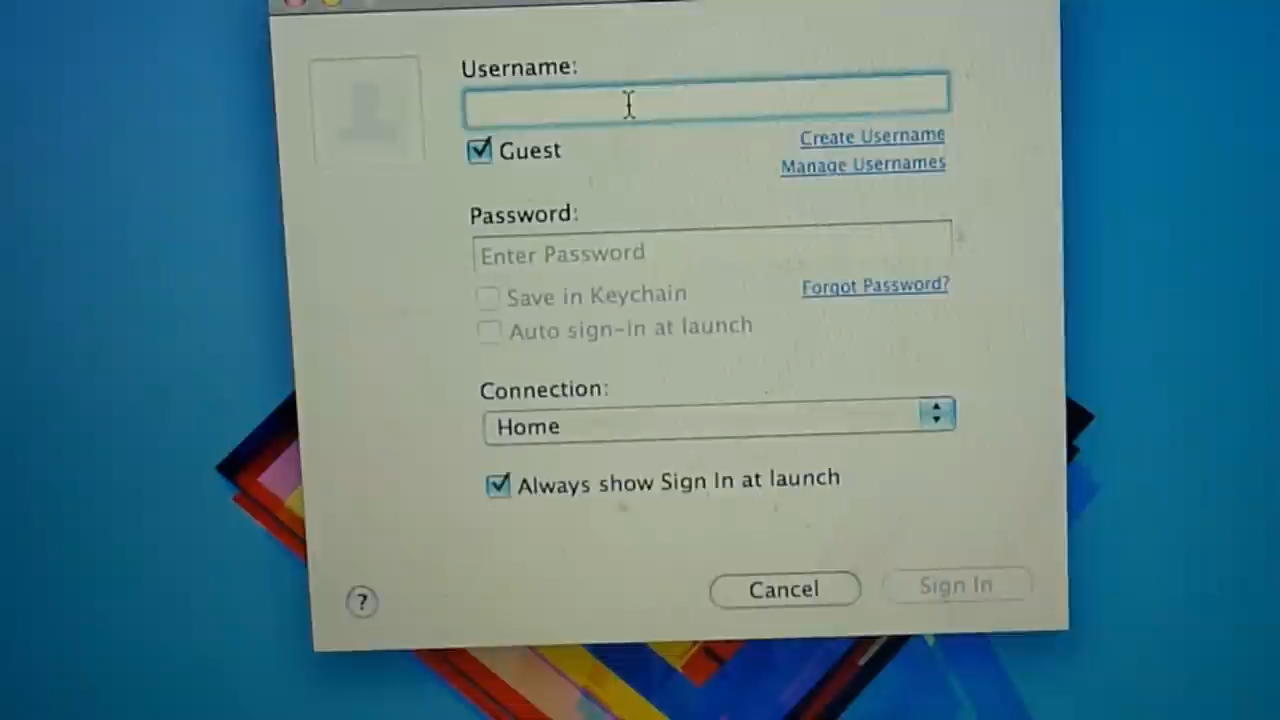 Username:
Guest
Create Username
Manage Usernames
Password:
Enter Password
Save in Keychain
Forgot Password?
Auto sign-in at launch
Connection:
Home
Always show Sign In at launch
?
Cancel
Sign In